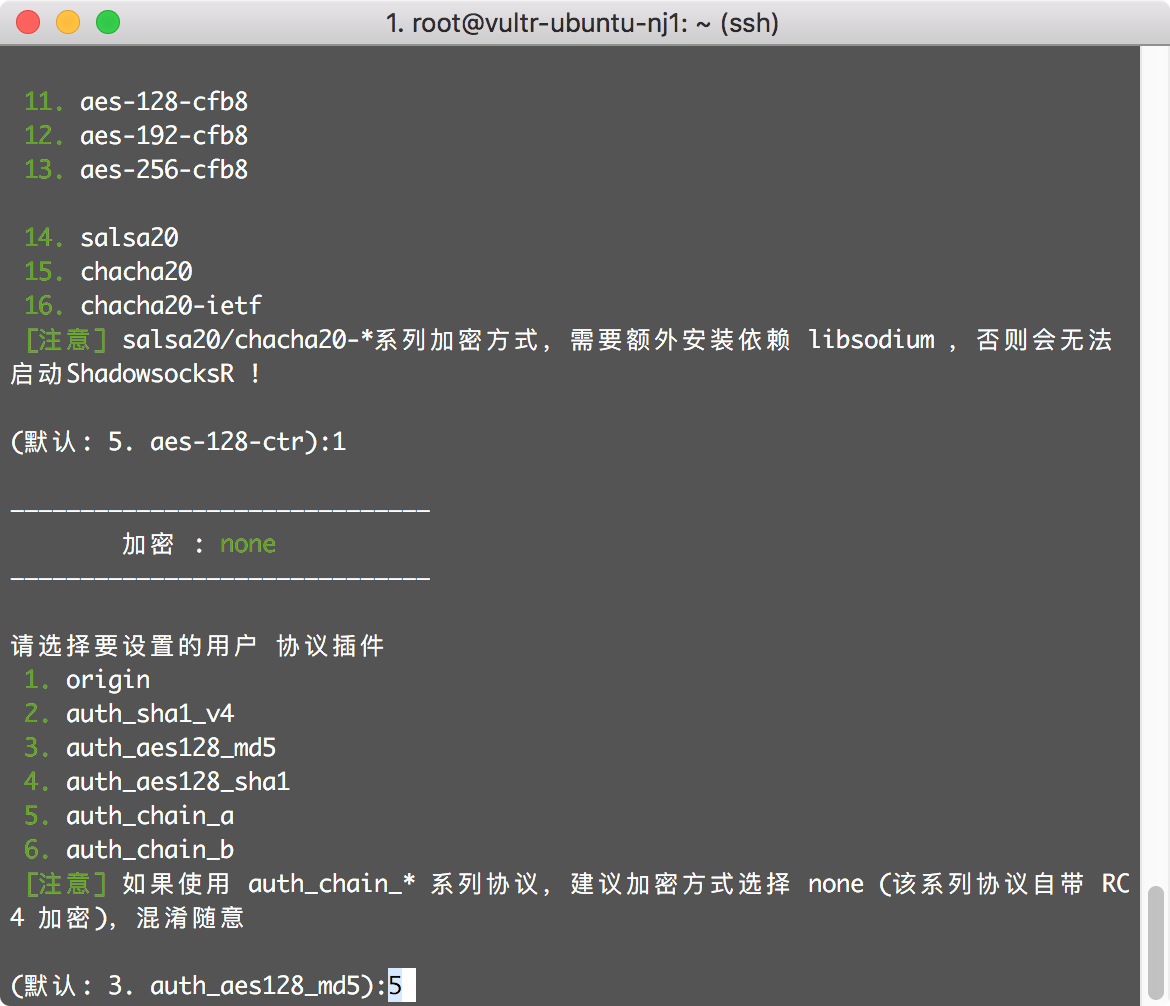 1. root@vultr-ubuntu-nj1: ~ (ssh)
11. aes-128-cfb8
12. aes-192-cfb8
13. aes-256-cfb8
14. salsa20
15. chacha20
16. chacha20-ietf
[注意] salsa20/chacha20-*系列加密方式，需要额外安装依赖 libsodium ，否则会无法
启动ShadowsocksR !
(默认: 5. aes-128-ctr):1
——————————————————————————————
加密 : none
——————————————————————————————
请选择要设置的用户 协议插件
1. origin
2. auth_sha1_v4
3. auth_aes128_md5
4. auth_aes128_sha1
5. auth_chain_a
6. auth_chain_b
[注意] 如果使用 auth_chain_* 系列协议，建议加密方式选择 none (该系列协议自带 RC
4 加密)，混淆随意
(默认: 3. auth_aes128_md5):5